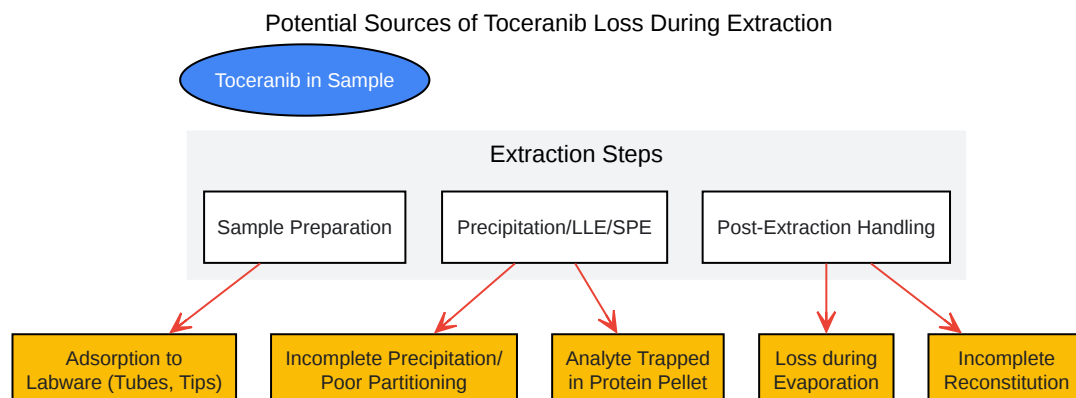 Potential Sources of Toceranib Loss During Extraction
Toceranib in Sample
Extraction Steps
Sample Preparation
Precipitation/LLE/SPE
Post-Extraction Handling
Adsorption to
Labware (Tubes, Tips)
Incomplete Precipitation/
Poor Partitioning
Analyte Trapped
in Protein Pellet
Loss during
Evaporation
Incomplete
Reconstitution